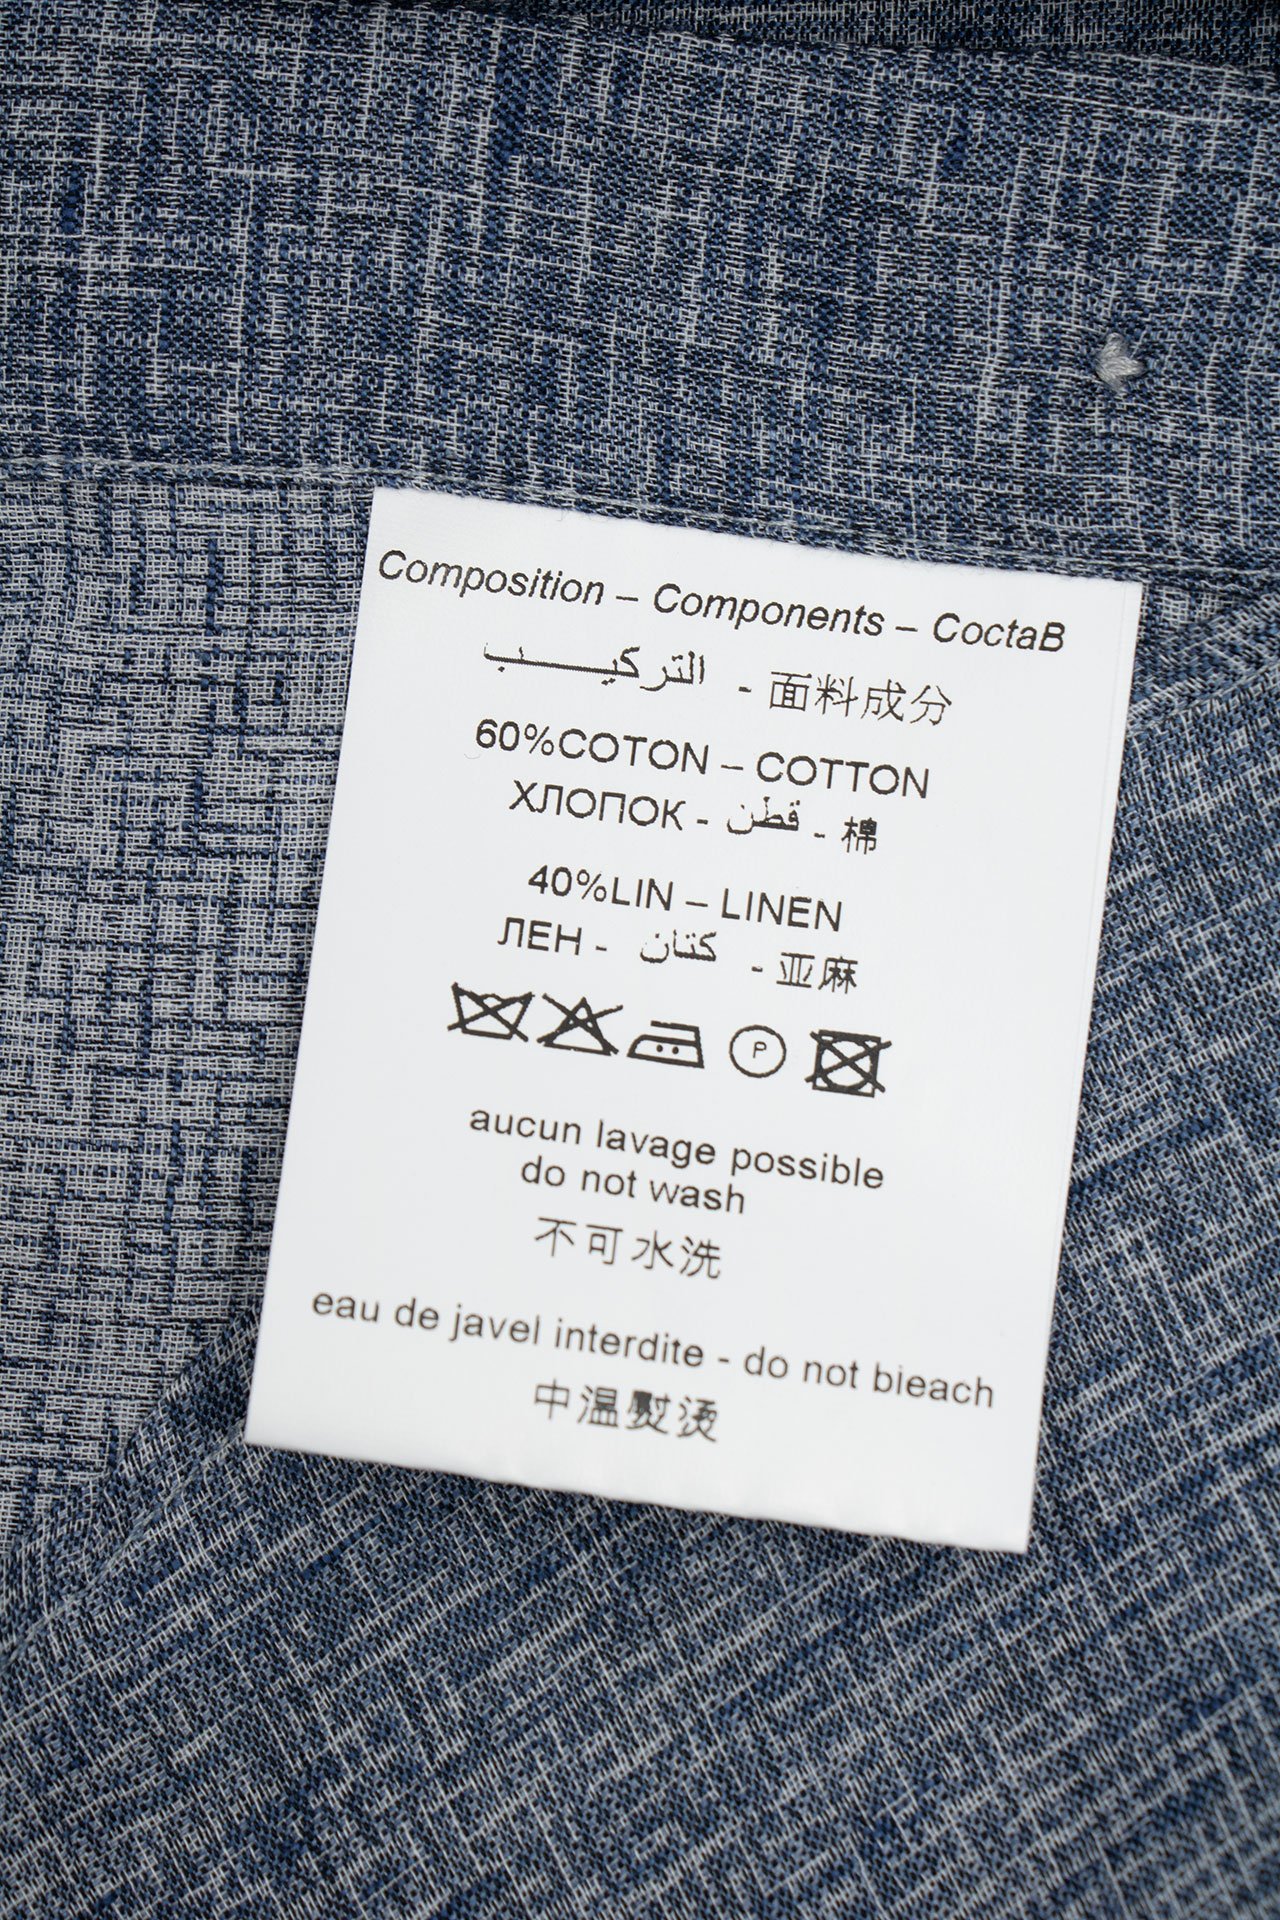 Composition – Components – CoctaB
التركيـــــب - 面料成分
60%COTON – COTTON
ХЛОПОК - قطن - 棉
40%LIN – LINEN
ЛЕН - كتان - 亚麻
P
aucun lavage possible
do not wash
不可水洗
eau de javel interdite - do not bleach
中温熨烫